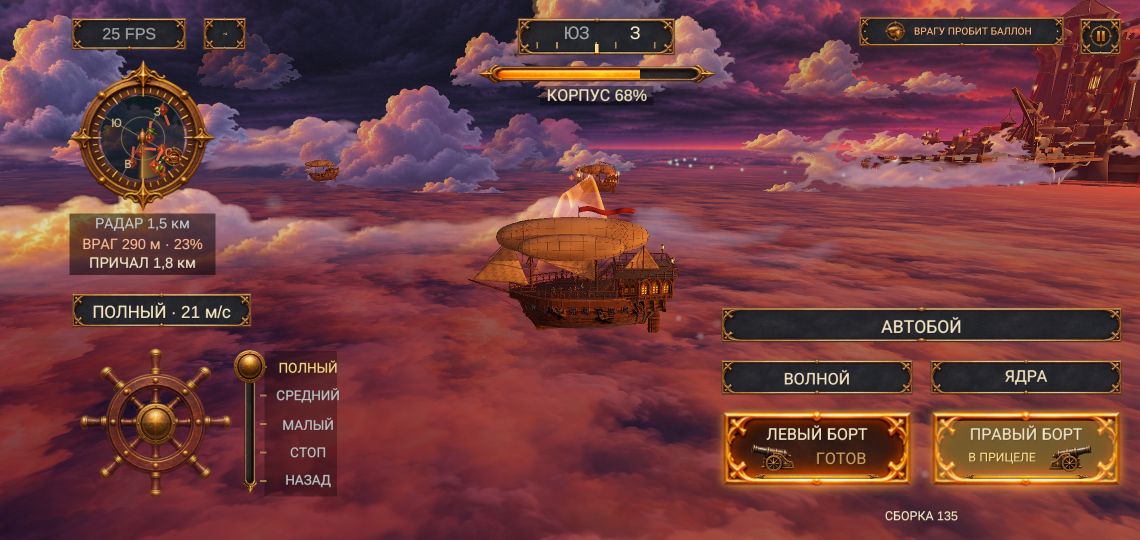 25 FPS
~
ЮЗ З
ВРАГУ ПРОБИТ БАЛЛОН
КОРПУС 68%
З
Ю
В
РАДАР 1,5 км
ВРАГ 290 м · 23%
ПРИЧАЛ 1,8 км
ПОЛНЫЙ · 21 м/с
ПОЛНЫЙ
СРЕДНИЙ
МАЛЫЙ
СТОП
НАЗАД
АВТОБОЙ
ВОЛНОЙ
ЯДРА
ЛЕВЫЙ БОРТ
ГОТОВ
ПРАВЫЙ БОРТ
В ПРИЦЕЛЕ
СБОРКА 135